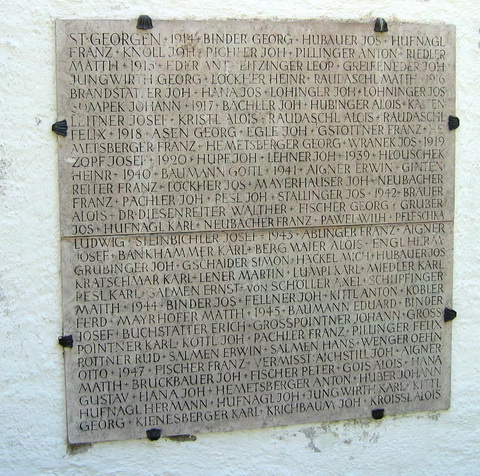 ST·GEORGEN · 1914 · BINDER GEORG · HUBAUER JOS · HUFNAGL
FRANZ · KNOLL JOH · PICHLER JOH · PILLINGER ANTON · RIEDLER
MATTH · 1915 · EDER ANT · EITZINGER LEOP · GREIFENEDER JOH
JUNGWIRTH GEORG · LOCKHER HEINR · RAUDASCHL MATTH · 1916
BRANDSTÄTTER JOH · HANA JOS · LOHINGER JOH · LOHNINGER JOS
SUMPEK JOHANN · 1917 · BACHLER JOH · HUBINGER ALOIS ·
LEITNER JOSEF · KRISTL ALOIS · RAUDASCHL ALOIS · RAUDASCHL
FELIX · 1918 · ASEN GEORG · EGLE JOH · GSTÖTTNER FRANZ · HE
METSBERGER FRANZ · HEMETSBERGER GEORG · WRANEK JOS · 1919
ZOPF JOSEF · 1920 · HUPF JOH · LEHNER JOH · 1939 · HLOUSCHEK
HEINR · 1940 · BAUMANN GOTTL · 1941 · AIGNER ERWIN · GINTEN
REITER FRANZ · LOCKHER JOS · MAYERHAUSER JOH · NEUBACHER
FRANZ · PACHLER JOH · PESL JOH · STALLINGER JOS · 1942 · BRAUER
ALOIS · DR·DIESENREITER WALTHER · FISCHER GEORG · GRUBER
JOS · HUFNAGL KARL · NEUBACHER FRANZ · PAWEL WILH · PLESCHKA
LUDWIG · STEINBICHLER JOSEF · 1943 · ABLINGER FRANZ · AIGNER
JOSEF · BANKHAMMER KARL · BERGMAIER ALOIS · ENGL HERM
GRUBINGER JOH · GSCHAIDER SIMON · HACKEL MICH · HUBAUER JOS
KRATSCHMAR KARL · LENER MARTIN · LUMPI KARL · MIEDLER KARL
PESL KARL · SALMEN ERNST · VON SCHOLLER AXEL · SCHIPFLINGER
MATTH · 1944 · BINDER JOS · FELLNER JOH · KITTL ANTON · KOBLER
FERD · MAYRHOFER MATTH · 1945 · BAUMANN EDUARD · BINDER
JOSEF · BUCHSTÄTTER ERICH · GROSSPOINTNER JOHANN · GROSS
POINTNER KARL · KOITL JOH · PACHLER FRANZ · PILLINGER FELIX
ROTTNER RUD · SALMEN ERWIN · SALMEN HANS · WENGER OEHN
OTTO · 1947 · FISCHER FRANZ · VERMISST AICHSTILL JOH · AIGNER
MATTH · BRUCKBAUER JOH · FISCHER PETER · GOIS ALOIS · HANA
GUSTAV · HANA JOH · HEMETSBERGER ANTON · HUBER JOHANN
HUFNAGL HERMANN · HUFNAGL JOH · JUNGWIRTH KARL · KITTL
GEORG · KIENESBERGER KARL · KRICHBAUM JOH · KROISSL ALOIS